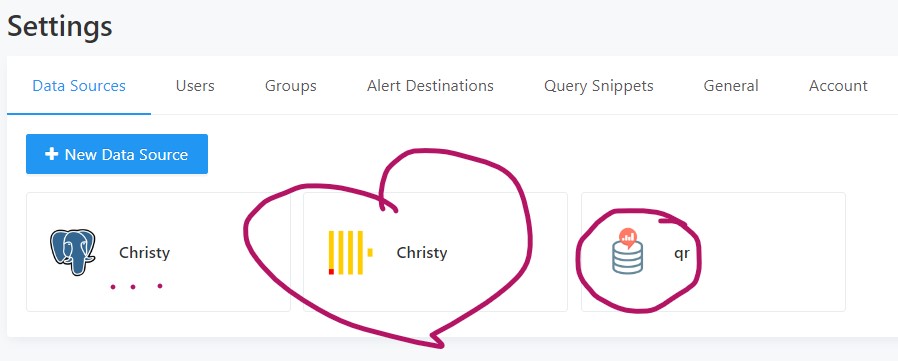 Settings
Data Sources Users Groups Alert Destinations Query Snippets General Account
+ New Data Source
Christy Christy qr